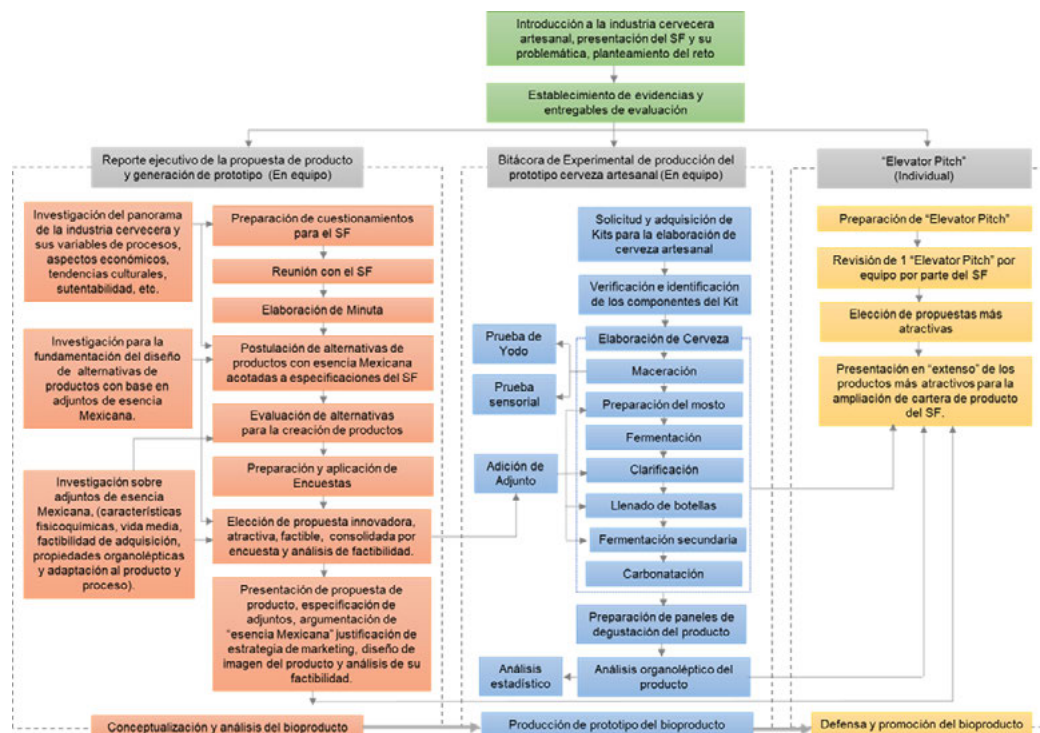 Introducción a la industria cervecera
artesanal, presentación del SF y su
problemática, planteamiento del reto
Establecimiento de evidencias y
entregables de evaluación
Reporte ejecutivo de la propuesta de producto
y generación de prototipo (En equipo)
Investigación del panorama
de la industria cervecera y
sus variables de procesos,
aspectos económicos,
tendencias culturales,
sutentabilidad, etc.
Investigación para la
fundamentación del diseño
de alternativas de
productos con base en
adjuntos de esencia
Mexicana.
Investigación sobre
adjuntos de esencia
Mexicana, (características
fisicoquímicas, vida media,
factibilidad de adquisición,
propiedades organolépticas
y adaptación al producto y
proceso).
Preparación de cuestionamientos
para el SF
Reunión con el SF
Elaboración de Minuta
Postulación de alternativas de
productos con esencia Mexicana
acotadas a especificaciones del SF
Evaluación de alternativas
para la creación de productos
Preparación y aplicación de
Encuestas
Elección de propuesta innovadora,
atractiva, factible, consolidada por
encuesta y análisis de factibilidad.
Presentación de propuesta de
producto, especificación de
adjuntos, argumentación de
"esencia Mexicana" justificación de
estrategia de marketing, diseño de
imagen del producto y análisis de su
factibilidad.
Conceptualización y análisis del bioproducto
Bitácora de Experimental de producción del
prototipo cerveza artesanal (En equipo)
Solicitud y adquisición de
Kits para la elaboración de
cerveza artesanal
Verificación e identificación
de los componentes del Kit
Elaboración de Cerveza
Prueba de
Yodo
Maceración
Prueba
sensorial
Preparación del mosto
Fermentación
Adición de
Adjunto
Clarificación
Llenado de botellas
Fermentación secundaria
Carbonatación
Preparación de paneles de
degustación del producto
Análisis
estadístico
Análisis organoléptico del
producto
Producción de prototipo del bioproducto
"Elevator Pitch"
(Individual)
Preparación de "Elevator Pitch"
Revisión de 1 "Elevator Pitch" por
equipo por parte del SF
Elección de propuestas más
atractivas
Presentación en "extenso" de los
productos más atractivos para la
ampliación de cartera de producto
del SF.
Defensa y promoción del bioproducto